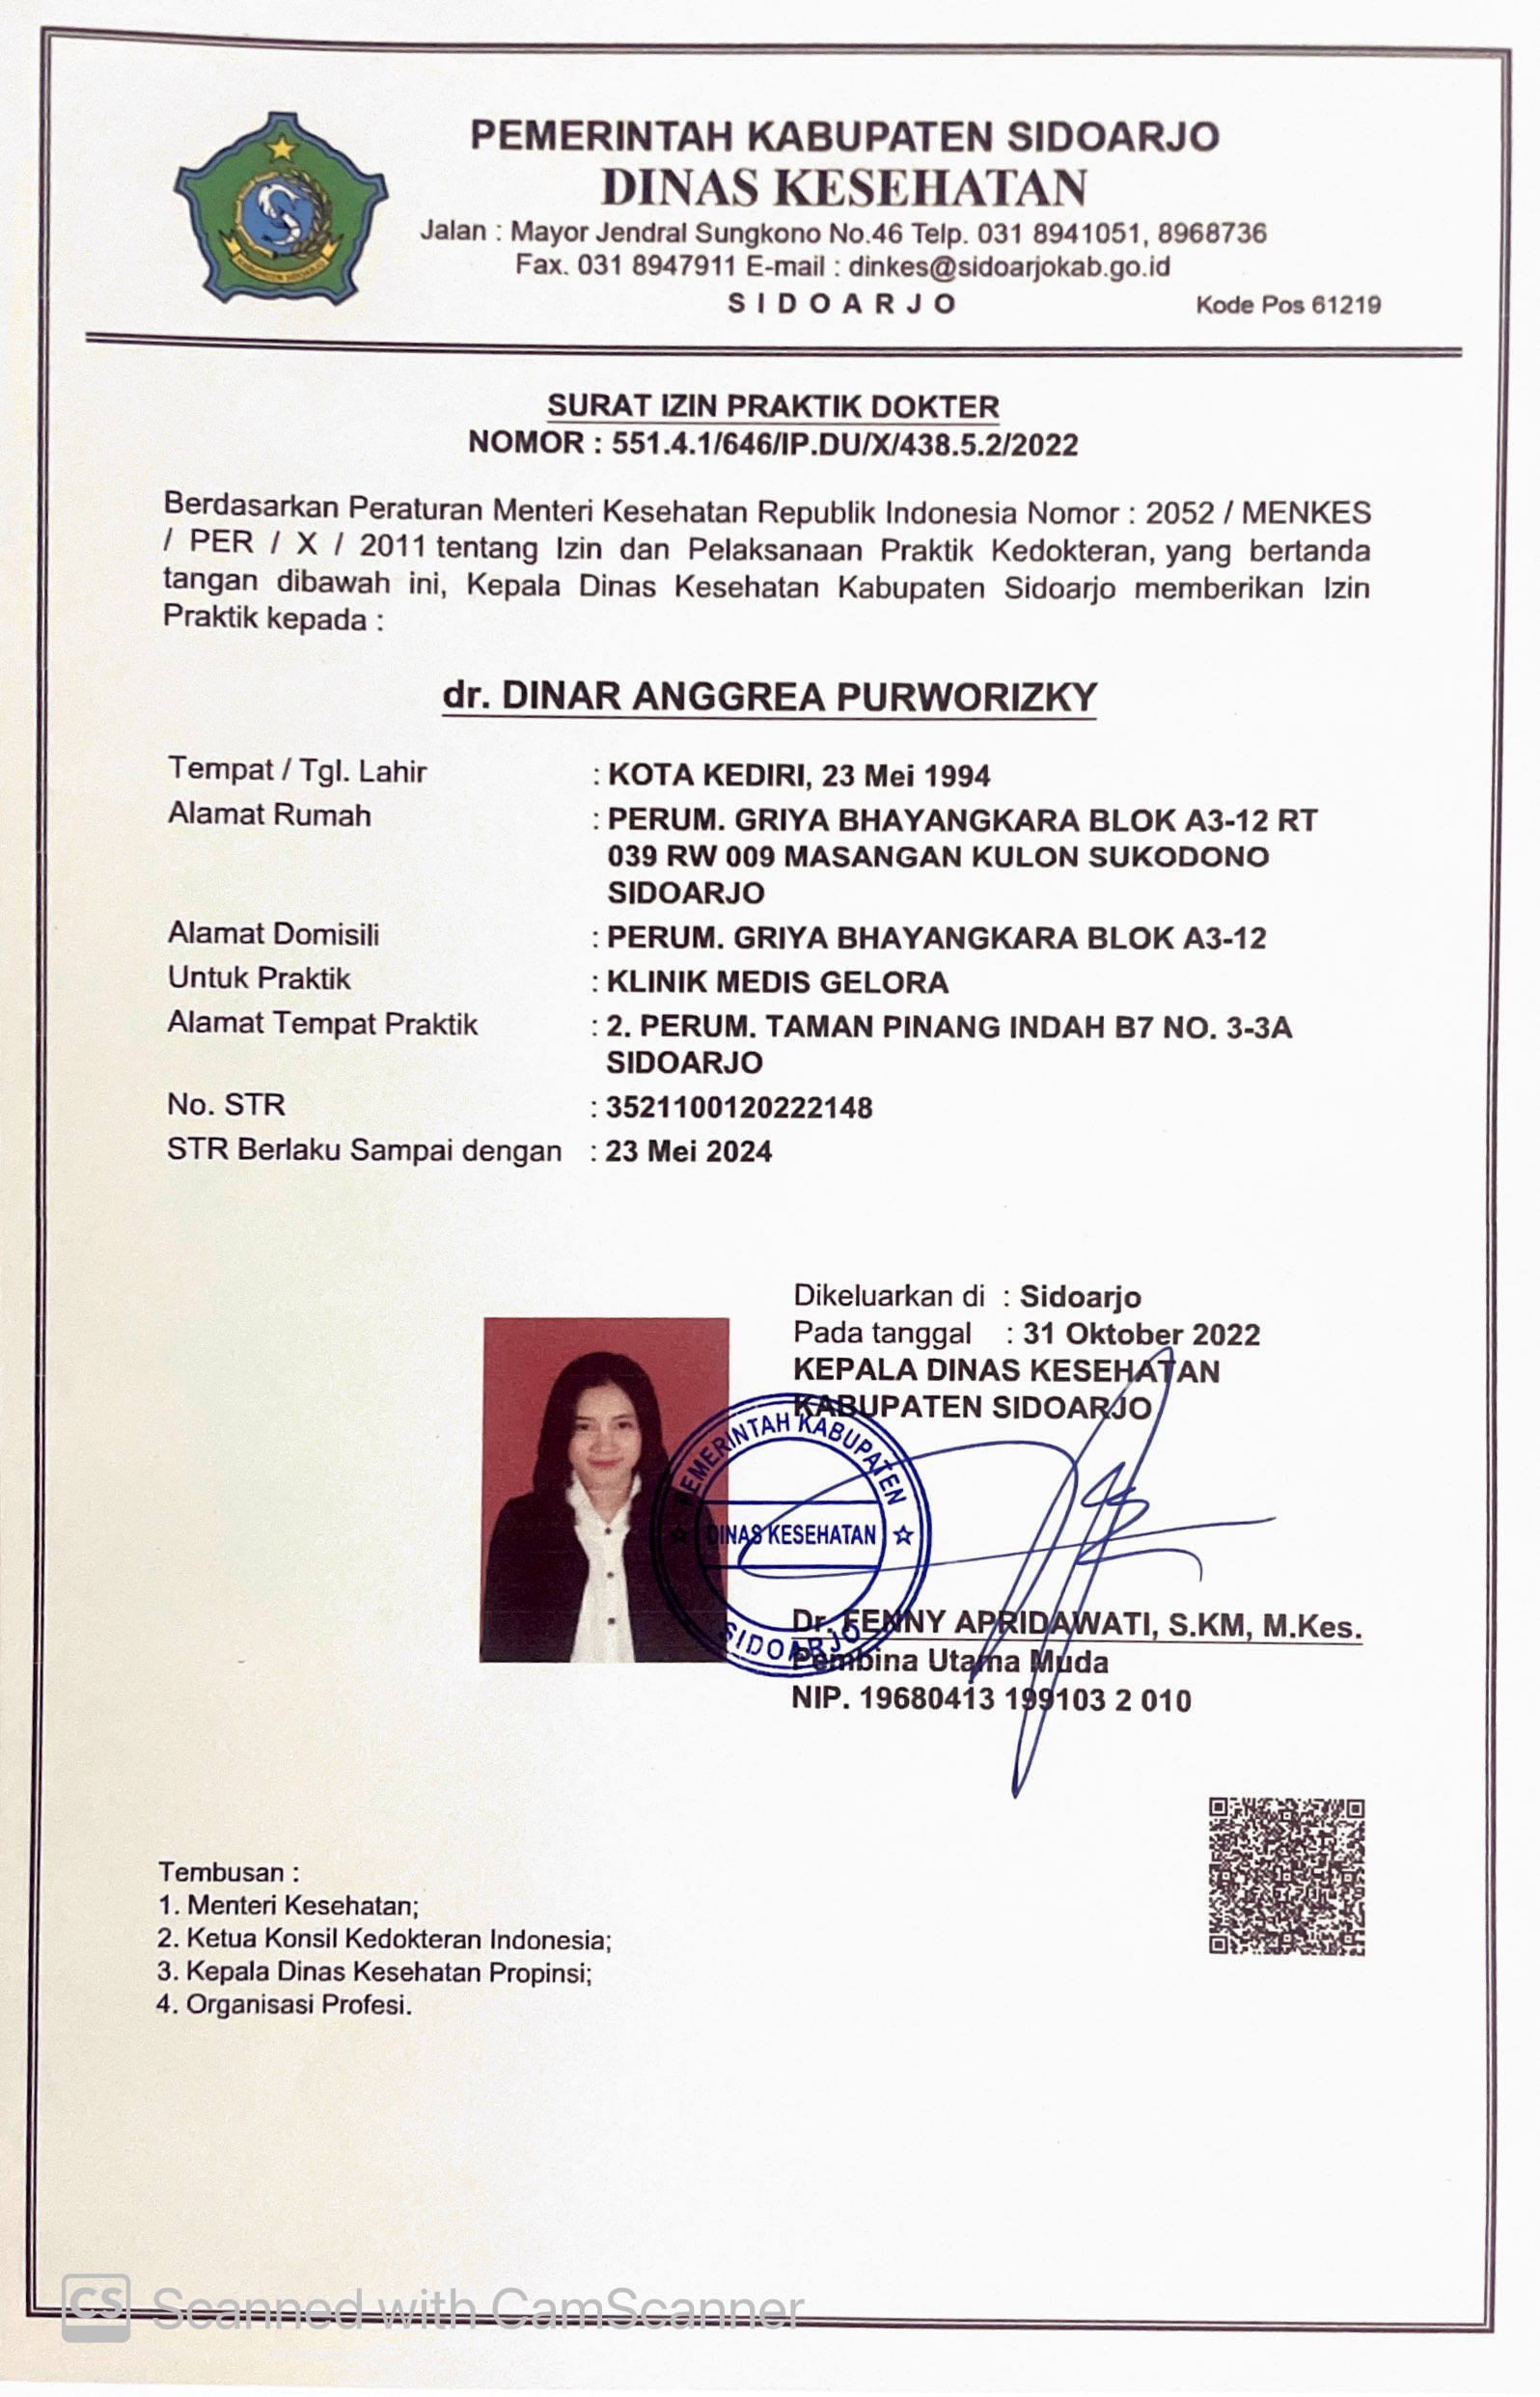 PEMERINTAH KABUPATEN SIDOARJO
DINAS KESEHATAN
Jalan : Mayor Jendral Sungkono No.46 Telp. 031 8941051, 8968736
Fax. 031 8947911 E-mail : dinkes@sidoarjokab.go.id
SIDOARJO Kode Pos 61219
KABUPATEN SIDOARJO
SURAT IZIN PRAKTIK DOKTER
NOMOR : 551.4.1/646/IP.DU/X/438.5.2/2022
Berdasarkan Peraturan Menteri Kesehatan Republik Indonesia Nomor : 2052 / MENKES
/ PER / X / 2011 tentang Izin dan Pelaksanaan Praktik Kedokteran, yang bertanda
tangan dibawah ini, Kepala Dinas Kesehatan Kabupaten Sidoarjo memberikan Izin
Praktik kepada :
dr. DINAR ANGGREA PURWORIZKY
Tempat / Tgl. Lahir : KOTA KEDIRI, 23 Mei 1994
Alamat Rumah : PERUM. GRIYA BHAYANGKARA BLOK A3-12 RT
039 RW 009 MASANGAN KULON SUKODONO
SIDOARJO
Alamat Domisili : PERUM. GRIYA BHAYANGKARA BLOK A3-12
Untuk Praktik : KLINIK MEDIS GELORA
Alamat Tempat Praktik : 2. PERUM. TAMAN PINANG INDAH B7 NO. 3-3A
SIDOARJO
No. STR : 3521100120222148
STR Berlaku Sampai dengan : 23 Mei 2024
Dikeluarkan di : Sidoarjo
Pada tanggal : 31 Oktober 2022
KEPALA DINAS KESEHATAN
KABUPATEN SIDOARJO
PEMERINTAH KABUPATEN
DINAS KESEHATAN
SIDOARJO
Dr. FENNY APRIDAWATI, S.KM, M.Kes.
Pembina Utama Muda
NIP. 19680413 199103 2 010
Tembusan :
1. Menteri Kesehatan;
2. Ketua Konsil Kedokteran Indonesia;
3. Kepala Dinas Kesehatan Propinsi;
4. Organisasi Profesi.
CS Scanned with CamScanner